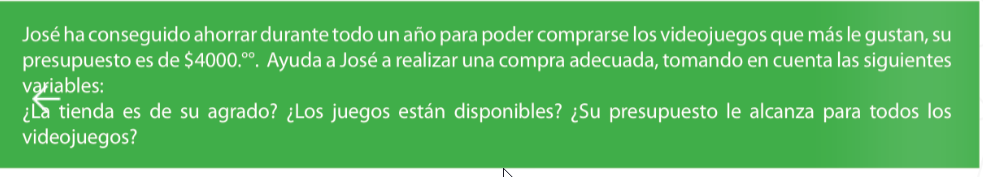 José ha conseguido ahorrar durante todo un año para poder comprarse los videojuegos que más le gustan, su
presupuesto es de $4000.°°. Ayuda a José a realizar una compra adecuada, tomando en cuenta las siguientes
variables:
¿La tienda es de su agrado? ¿Los juegos están disponibles? ¿Su presupuesto le alcanza para todos los
videojuegos?